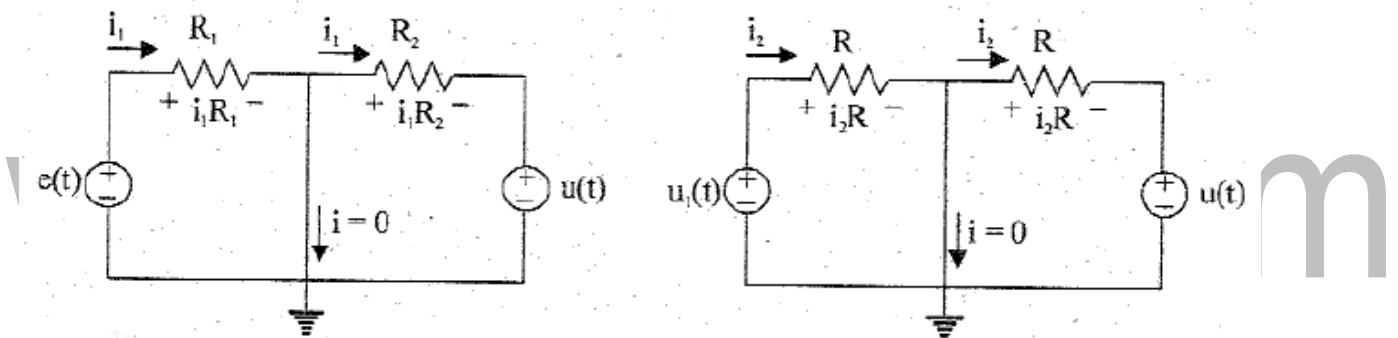 i₁ R₁ i₁ R₂
+ i₁R₁ − + i₁R₂ −
e(t) + − + − u(t)
i = 0
i₂ R i₂ R
+ i₂R − + i₂R −
u₁(t) + − + − u(t)
i = 0
m